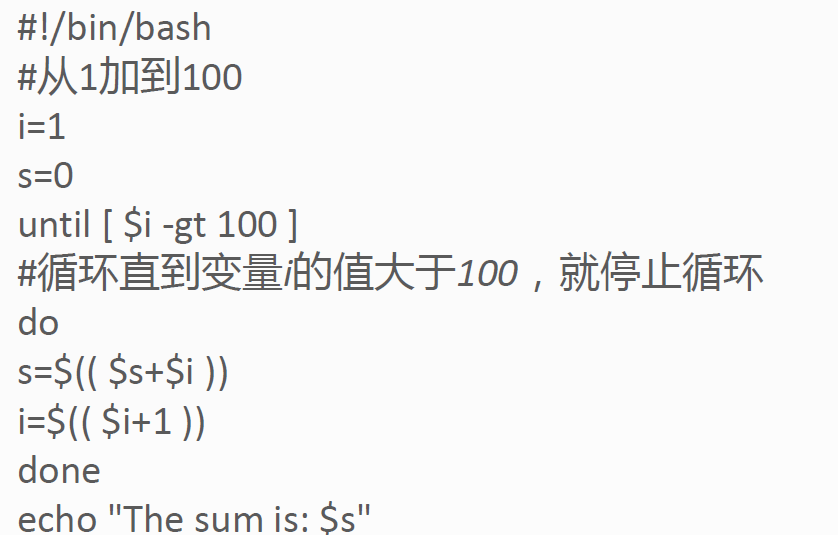 #!/bin/bash
#从1加到100
i=1
s=0
until [ $i -gt 100 ]
#循环直到变量i的值大于100，就停止循环
do
s=$(( $s+$i ))
i=$(( $i+1 ))
done
echo "The sum is: $s"